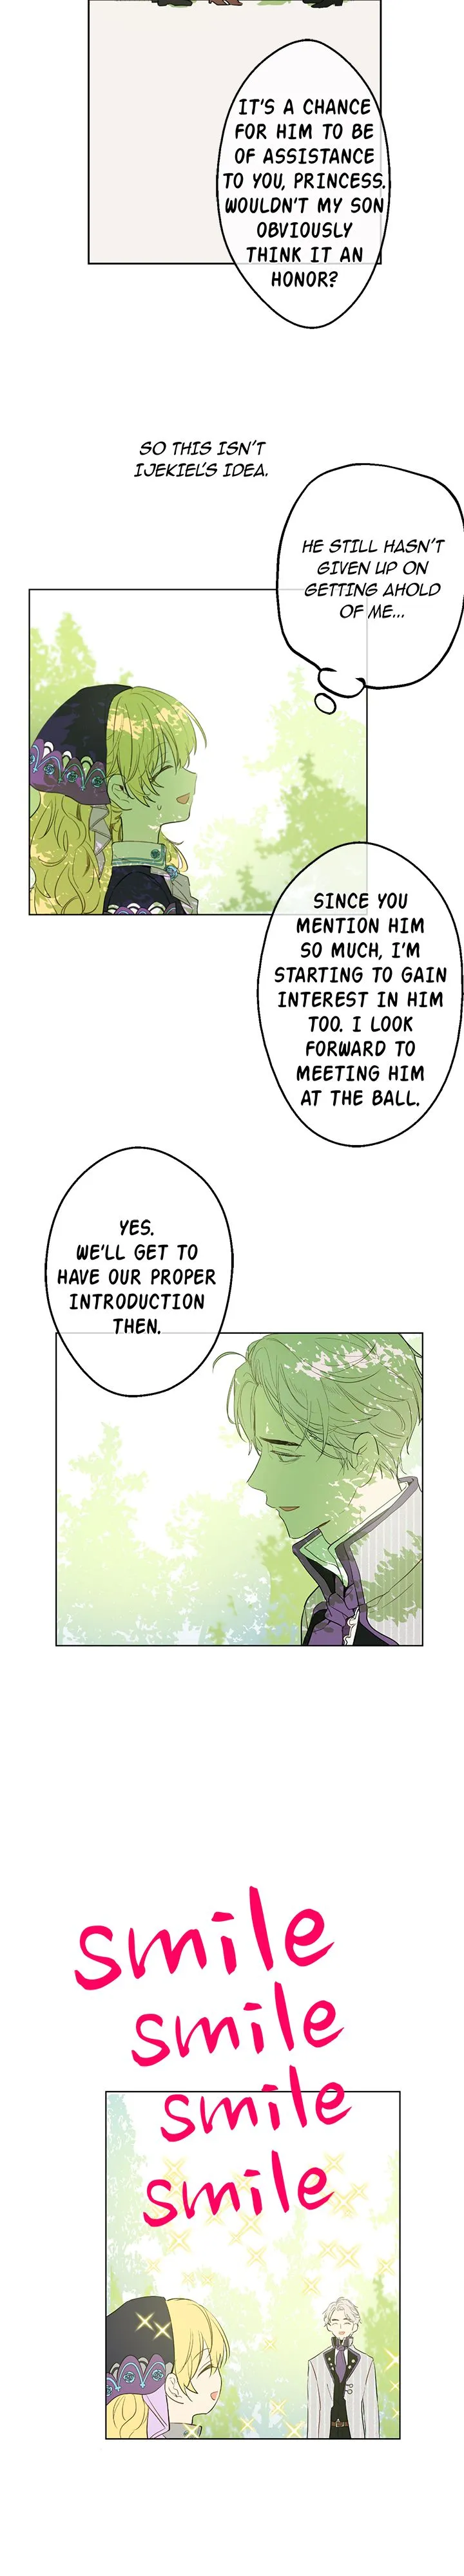 IT'S A CHANCE
FOR HIM TO BE
OF ASSISTANCE
TO YOU, PRINCESS.
WOULDN'T MY SON
OBVIOUSLY
THINK IT AN
HONOR?
SO THIS ISN'T
IJEKIEL'S IDEA.
HE STILL HASN'T
GIVEN UP ON
GETTING AHOLD
OF ME...
SINCE YOU
MENTION HIM
SO MUCH, I'M
STARTING TO GAIN
INTEREST IN HIM
TOO. I LOOK
FORWARD TO
MEETING HIM
AT THE BALL.
YES.
WE'LL GET TO
HAVE OUR PROPER
INTRODUCTION
THEN.
smile
smile
smile
smile